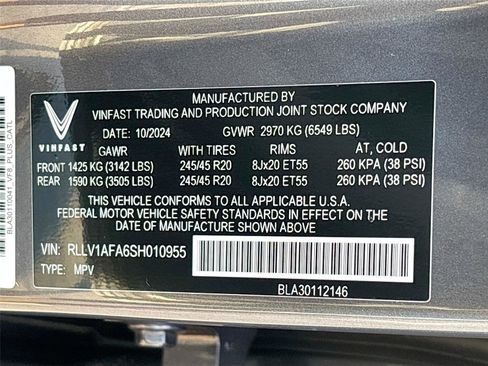 MANUFACTURED BY
VINFAST TRADING AND PRODUCTION JOINT STOCK COMPANY
VINFAST
10/2024 GVWR 2970 KG (6549 LBS)
GAWR WITH TIRES RIMS AT, COLD
FRONT 1425 KG (3142 LBS) 245/45 R20 8Jx20 ET55 260 KPA (38 PSI)
REAR 1590 KG (3505 LBS) 245/45 R20 8Jx20 ET55 260 KPA (38 PSI)
THIS VEHICLE CONFORMS TO ALL APPLICABLE U.S.A.
FEDERAL MOTOR VEHICLE SAFETY STANDARDS IN EFFECT ON THE
DATE OF MANUFACTURE SHOWN ABOVE.
VIN: RLLV1AFA6SH010955
TYPE: MPV
BLA30112146
BLA30110041_VF8_PLUS_CATL